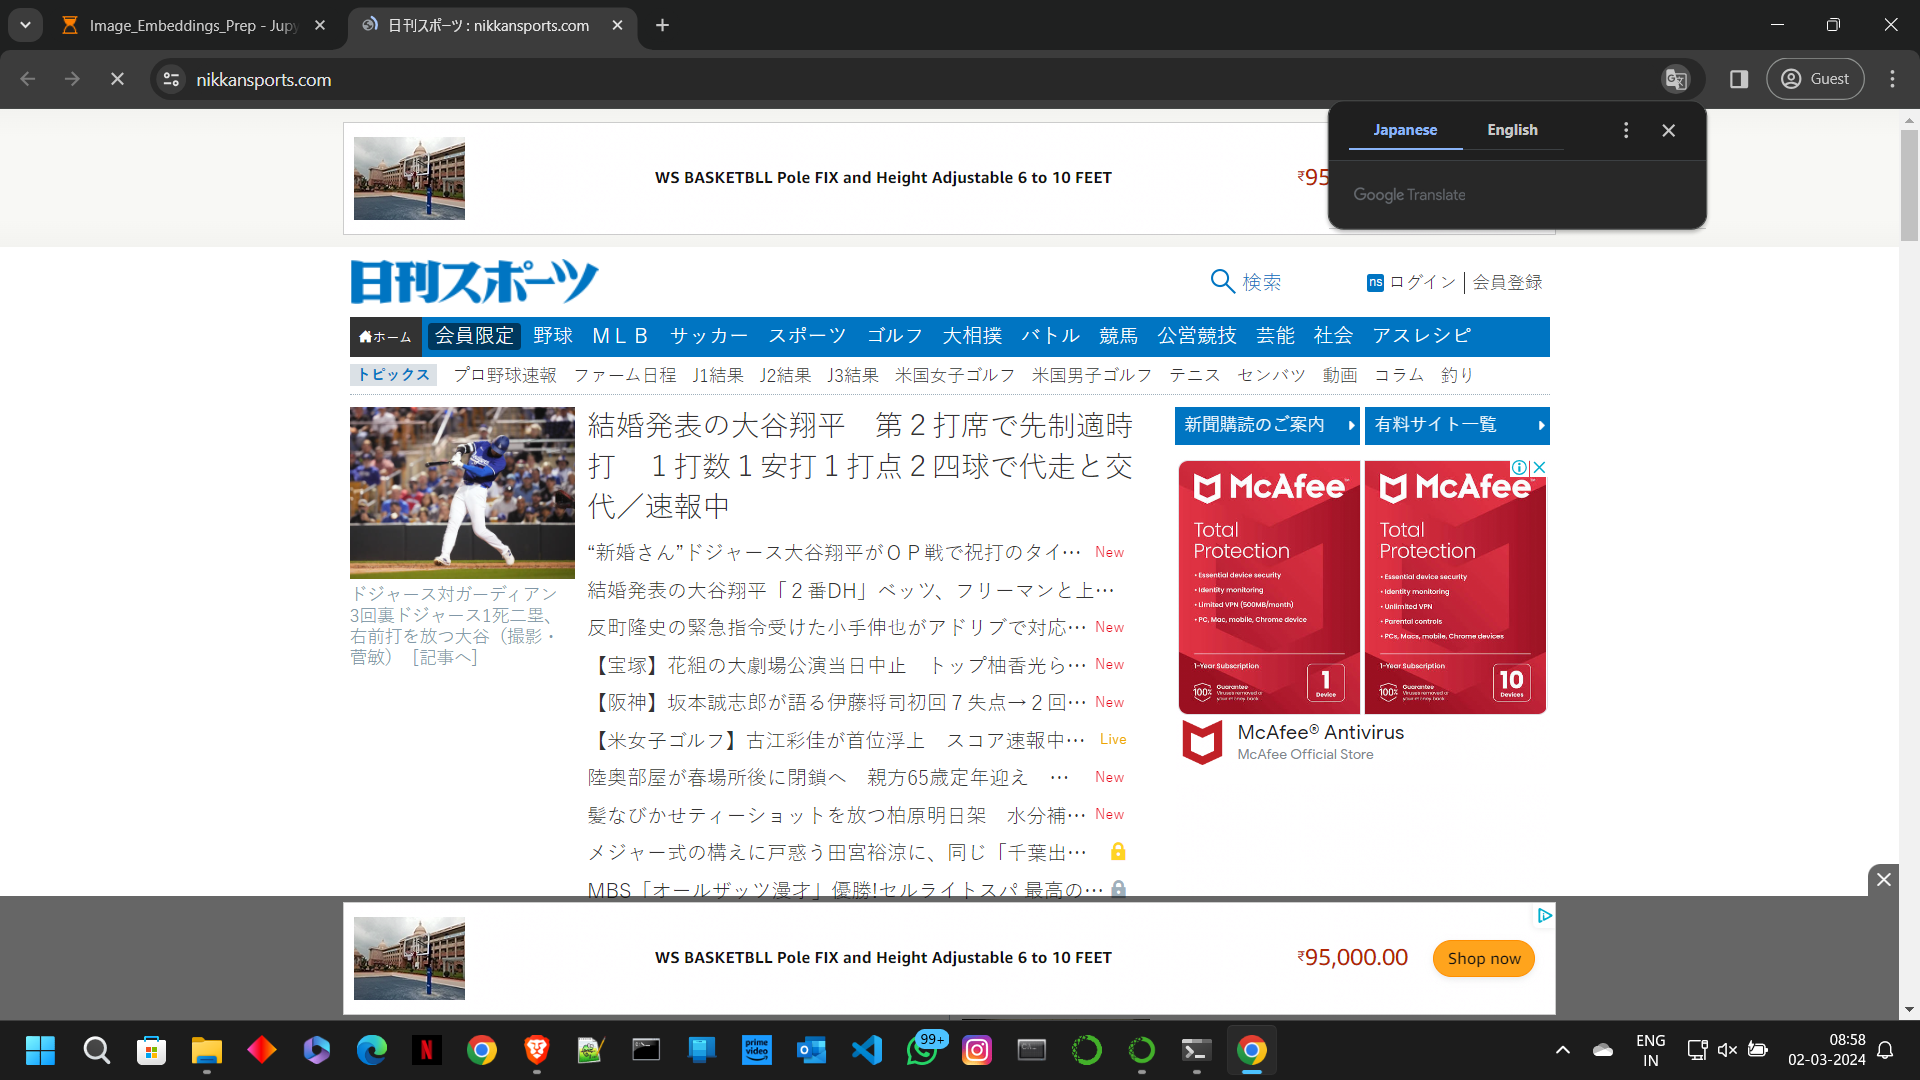 Image_Embeddings_Prep - Jupy
日刊スポーツ : nikkansports.com
nikkansports.com
Guest
Japanese
English
Google Translate
WS BASKETBLL Pole FIX and Height Adjustable 6 to 10 FEET
₹95
日刊スポーツ
検索
ns ログイン
会員登録
ホーム 会員限定 野球 ＭＬＢ サッカー スポーツ ゴルフ 大相撲 バトル 競馬 公営競技 芸能 社会 アスレシピ
トピックス プロ野球速報 ファーム日程 J1結果 J2結果 J3結果 米国女子ゴルフ 米国男子ゴルフ テニス センバツ 動画 コラム 釣り
ドジャース対ガーディアン
3回裏ドジャース1死二塁、
右前打を放つ大谷（撮影・
菅敏）［記事へ］
結婚発表の大谷翔平　第２打席で先制適時
打　１打数１安打１打点２四球で代走と交
代／速報中
“新婚さん”ドジャース大谷翔平がＯＰ戦で祝打のタイ… New
結婚発表の大谷翔平「２番DH」ベッツ、フリーマンと上…
反町隆史の緊急指令受けた小手伸也がアドリブで対応… New
【宝塚】花組の大劇場公演当日中止　トップ柚香光ら… New
【阪神】坂本誠志郎が語る伊藤将司初回７失点→２回… New
【米女子ゴルフ】古江彩佳が首位浮上　スコア速報中… Live
陸奥部屋が春場所後に閉鎖へ　親方65歳定年迎え　… New
髪なびかせティーショットを放つ柏原明日架　水分補… New
メジャー式の構えに戸惑う田宮裕涼に、同じ「千葉出…
MBS「オールザッツ漫才」優勝!セルライトスパ 最高の…
新聞購読のご案内
有料サイト一覧
McAfee™
Total
Protection
• Essential device security
• Identity monitoring
• Limited VPN (500MB/month)
• PC, Mac, mobile, Chrome device
1-Year Subscription
100% Guarantee
Viruses removed or
your money back
1
Device
McAfee™
Total
Protection
• Essential device security
• Identity monitoring
• Unlimited VPN
• Parental controls
• PCs, Macs, mobile, Chrome devices
1-Year Subscription
100% Guarantee
Viruses removed or
your money back
10
Devices
McAfee® Antivirus
McAfee Official Store
WS BASKETBLL Pole FIX and Height Adjustable 6 to 10 FEET
₹95,000.00
Shop now
prime
video
99+
ENG
IN
08:58
02-03-2024